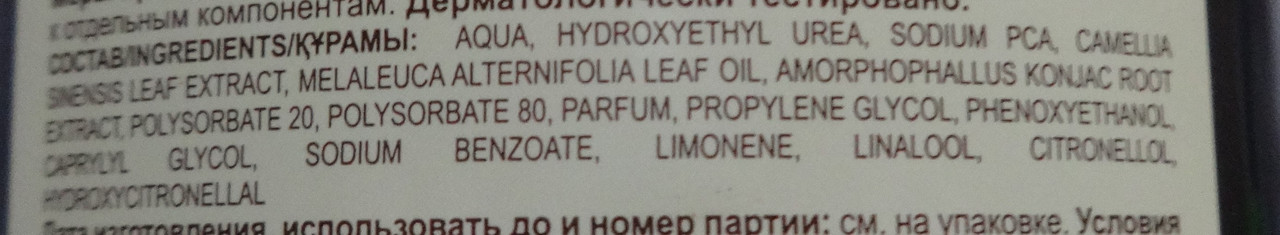 к отдельным компонентам. Дерматологически тестировано.
СОСТАВ/INGREDIENTS/ҚҰРАМЫ: AQUA, HYDROXYETHYL UREA, SODIUM PCA, CAMELLIA
SINENSIS LEAF EXTRACT, MELALEUCA ALTERNIFOLIA LEAF OIL, AMORPHOPHALLUS KONJAC ROOT
EXTRACT, POLYSORBATE 20, POLYSORBATE 80, PARFUM, PROPYLENE GLYCOL, PHENOXYETHANOL,
CAPRYLYL GLYCOL, SODIUM BENZOATE, LIMONENE, LINALOOL, CITRONELLOL,
HYDROXYCITRONELLAL
Дата изготовления, использовать до и номер партии: см. на упаковке. Условия